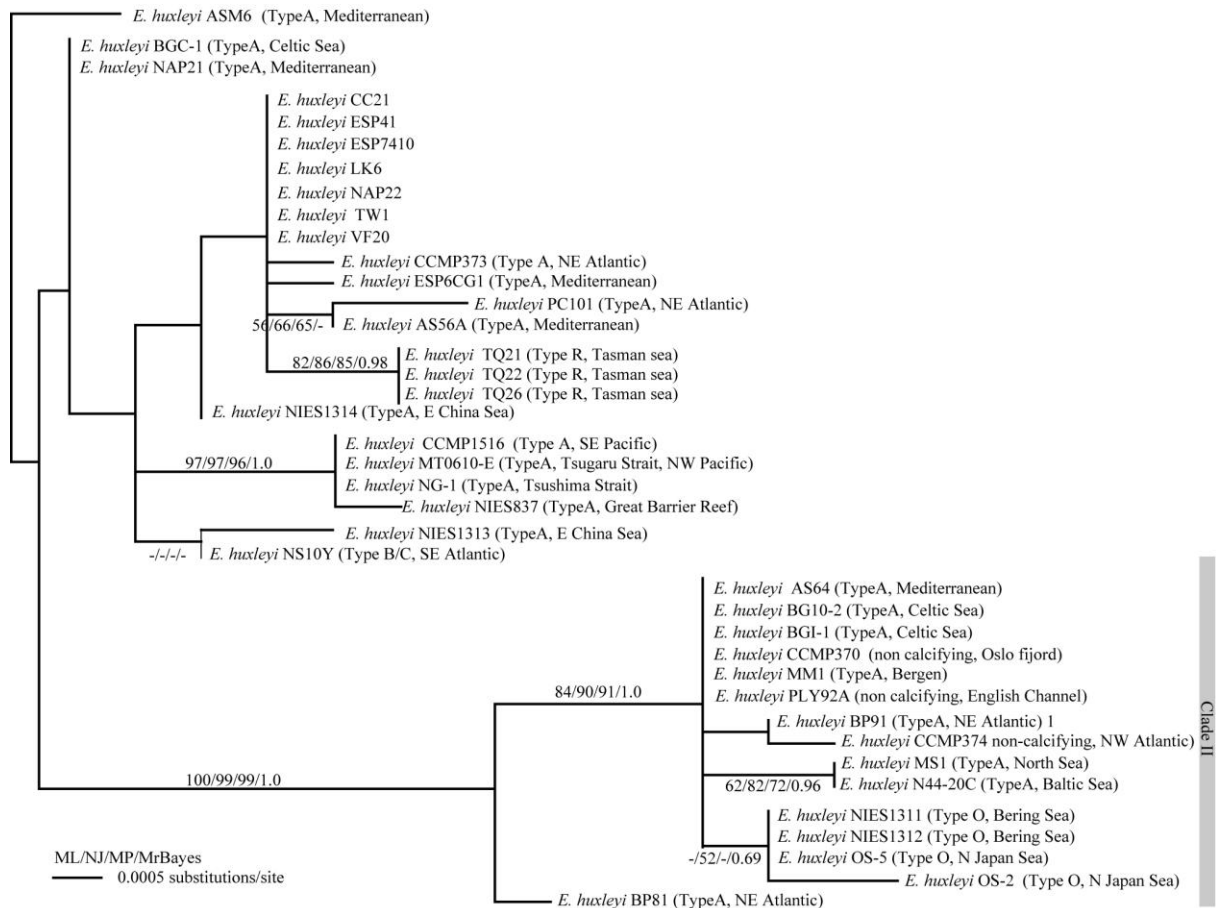 E. huxleyi ASM6 (TypeA, Mediterranean)
E. huxleyi BGC-1 (TypeA, Celtic Sea)
E. huxleyi NAP21 (TypeA, Mediterranean)
E. huxleyi CC21
E. huxleyi ESP41
E. huxleyi ESP7410
E. huxleyi LK6
E. huxleyi NAP22
E. huxleyi TW1
E. huxleyi VF20
E. huxleyi CCMP373 (Type A, NE Atlantic)
E. huxleyi ESP6CG1 (TypeA, Mediterranean)
E. huxleyi PC101 (TypeA, NE Atlantic)
56/66/65/-
E. huxleyi AS56A (TypeA, Mediterranean)
E. huxleyi TQ21 (Type R, Tasman sea)
82/86/85/0.98
E. huxleyi TQ22 (Type R, Tasman sea)
E. huxleyi TQ26 (Type R, Tasman sea)
E. huxleyi NIES1314 (TypeA, E China Sea)
E. huxleyi CCMP1516 (Type A, SE Pacific)
97/97/96/1.0
E. huxleyi MT0610-E (TypeA, Tsugaru Strait, NW Pacific)
E. huxleyi NG-1 (TypeA, Tsushima Strait)
E. huxleyi NIES837 (TypeA, Great Barrier Reef)
E. huxleyi NIES1313 (TypeA, E China Sea)
-/-/-/-
E. huxleyi NS10Y (Type B/C, SE Atlantic)
E. huxleyi AS64 (TypeA, Mediterranean)
E. huxleyi BG10-2 (TypeA, Celtic Sea)
E. huxleyi BGI-1 (TypeA, Celtic Sea)
E. huxleyi CCMP370 (non calcifying, Oslo fijord)
E. huxleyi MM1 (TypeA, Bergen)
84/90/91/1.0
E. huxleyi PLY92A (non calcifying, English Channel)
E. huxleyi BP91 (TypeA, NE Atlantic) 1
E. huxleyi CCMP374 non-calcifying, NW Atlantic)
E. huxleyi MS1 (TypeA, North Sea)
100/99/99/1.0
62/82/72/0.96
E. huxleyi N44-20C (TypeA, Baltic Sea)
E. huxleyi NIES1311 (Type O, Bering Sea)
E. huxleyi NIES1312 (Type O, Bering Sea)
-/52/-/0.69
E. huxleyi OS-5 (Type O, N Japan Sea)
E. huxleyi OS-2 (Type O, N Japan Sea)
E. huxleyi BP81 (TypeA, NE Atlantic)
Clade II
ML/NJ/MP/MrBayes
0.0005 substitutions/site